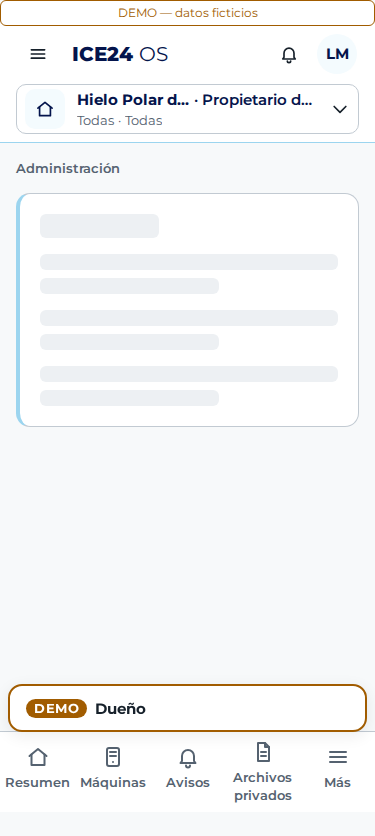 DEMO — datos ficticios
ICE24 OS
LM
Hielo Polar d... · Propietario d...
Todas · Todas
Administración
DEMO Dueño
Resumen
Máquinas
Avisos
Archivos
privados
Más